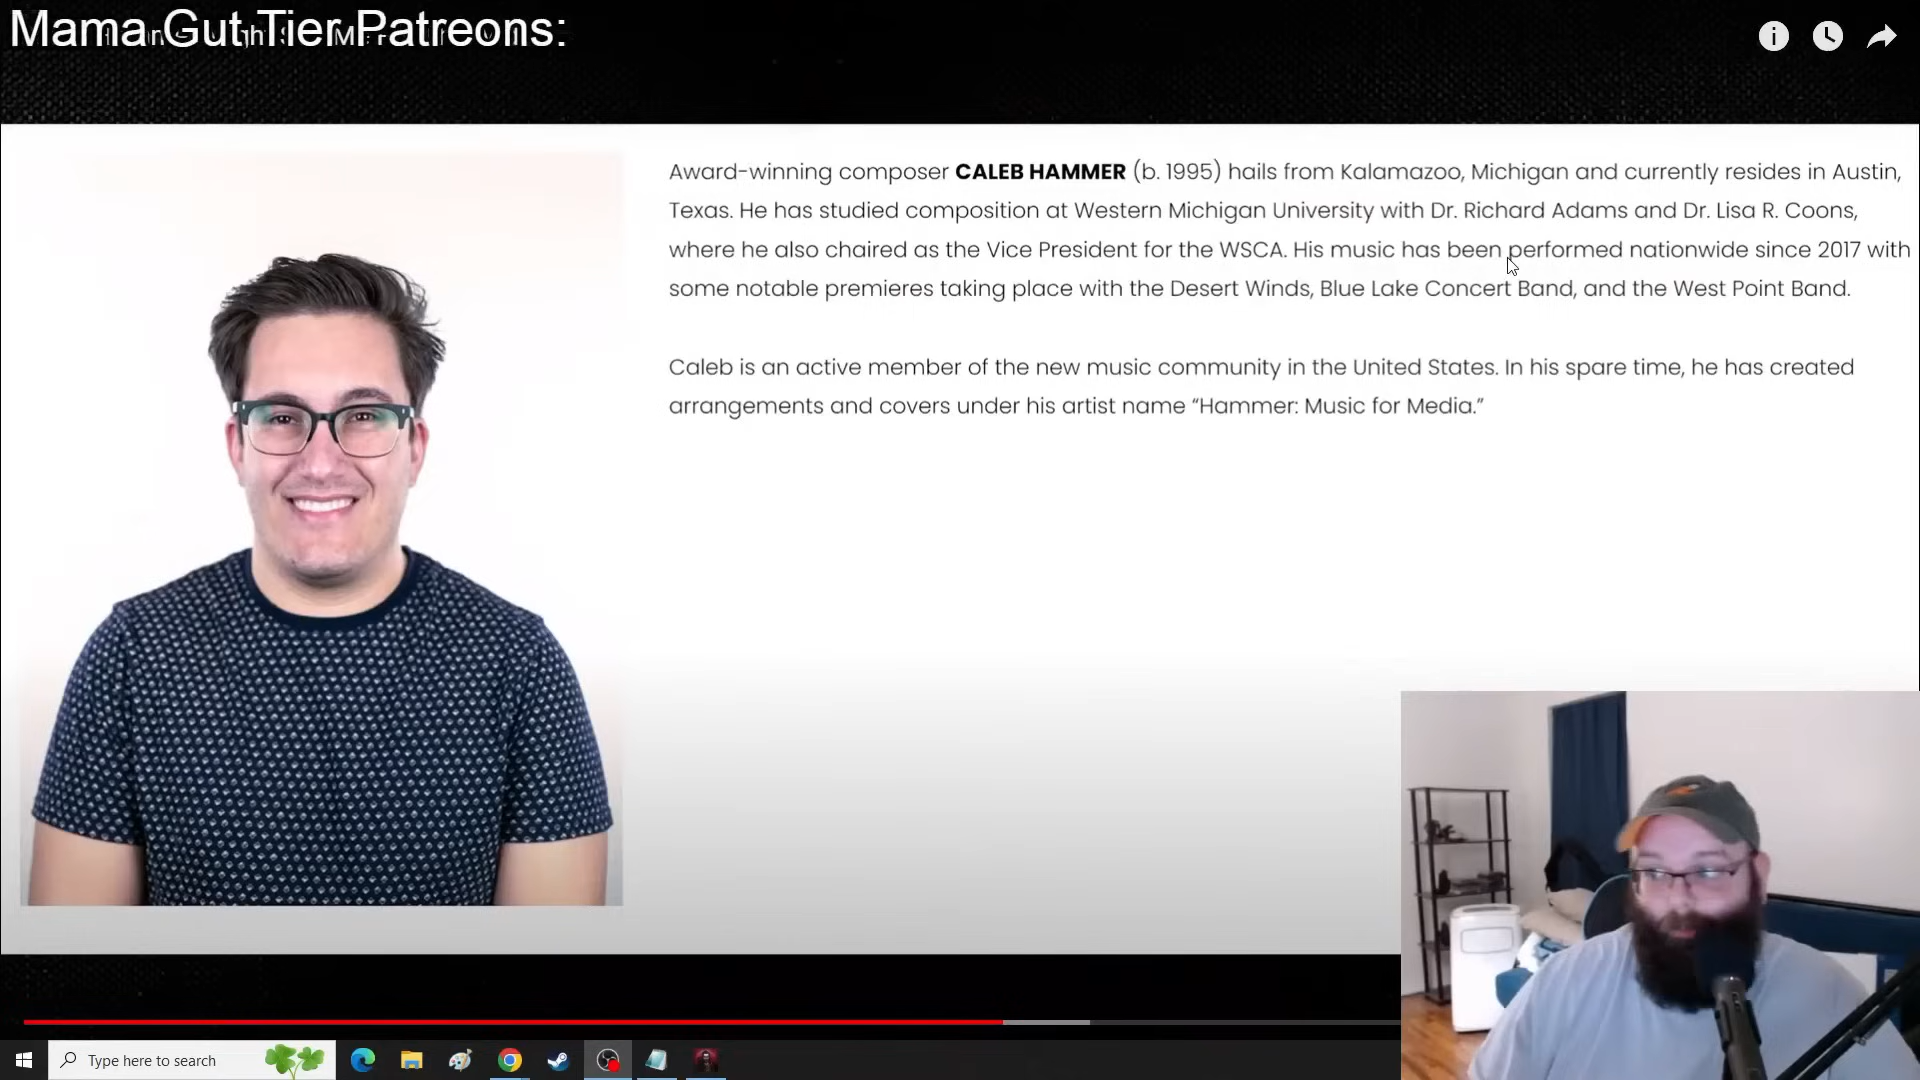 Mama Gut Tier Patreons:
Award-winning composer CALEB HAMMER (b. 1995) hails from Kalamazoo, Michigan and currently resides in Austin,
Texas. He has studied composition at Western Michigan University with Dr. Richard Adams and Dr. Lisa R. Coons,
where he also chaired as the Vice President for the WSCA. His music has been performed nationwide since 2017 with
some notable premieres taking place with the Desert Winds, Blue Lake Concert Band, and the West Point Band.
Caleb is an active member of the new music community in the United States. In his spare time, he has created
arrangements and covers under his artist name “Hammer: Music for Media.”
Type here to search